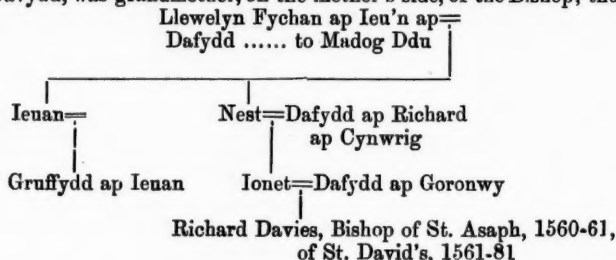 Llewelyn Fychan ap Ieu'n ap=
Dafydd ...... to Madog Ddu
Ieuan=
Nest=Dafydd ap Richard
ap Cynwrig
Gruffydd ap Ieuan
Ionet=Dafydd ap Goronwy
Richard Davies, Bishop of St. Asaph, 1560-61,
of St. David's, 1561-81